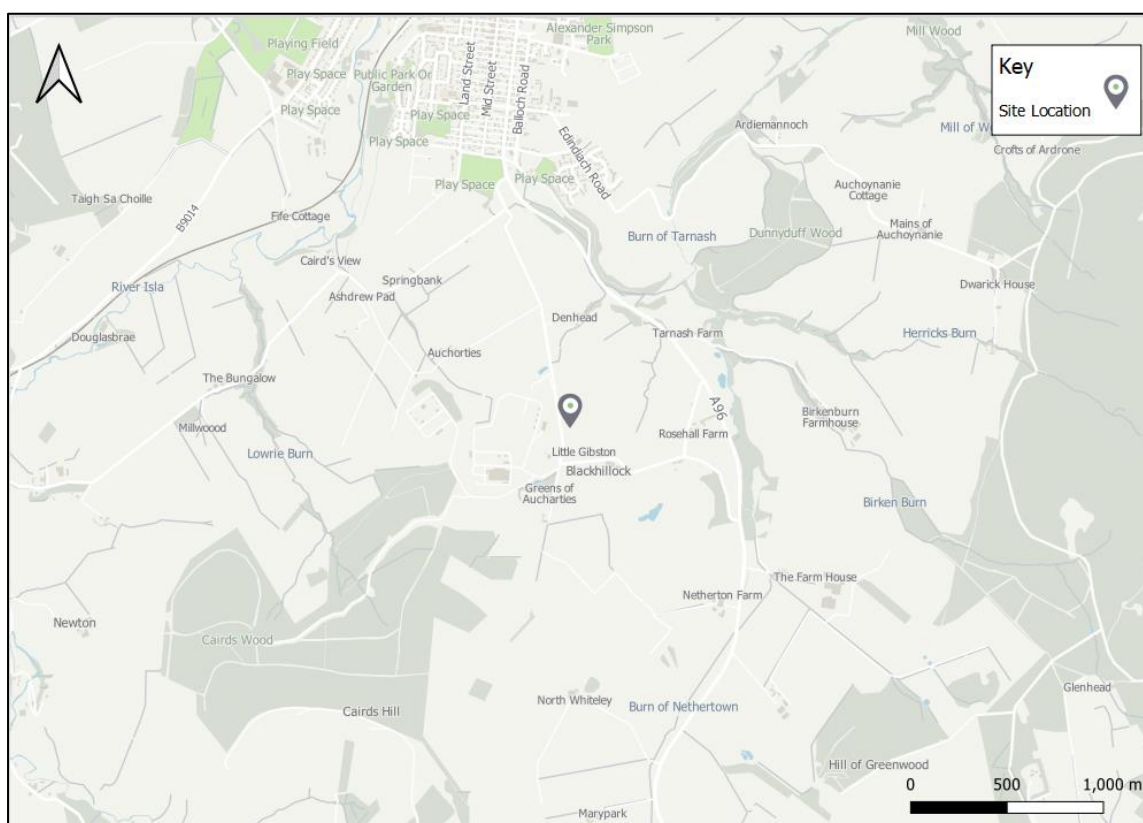 Key
Site Location
Playing Field
Alexander Simpson
Park
Mill Wood
Play Space
Public Park Or
Garden
Land Street
Mid Street
Balloch Road
Play Space
Play Space
Play Space
Edindiach Road
Ardiemannoch
Crofts of Ardrone
Play Space
Play Space
Auchoynanie
Cottage
Taigh Sa Choille
B9014
Fife Cottage
Burn of Tarnash
Dunnyduff Wood
Mains of
Auchoynanie
Caird's View
Springbank
Ashdrew Pad
River Isla
Dwarick House
Denhead
Tarnash Farm
Herricks Burn
Douglasbrae
Auchorties
The Bungalow
A96
Birkenburn
Farmhouse
Millwoood
Rosehall Farm
Lowrie Burn
Little Gibston
Blackhillock
Greens of
Aucharties
Birken Burn
The Farm House
Netherton Farm
Newton
Cairds Wood
Glenhead
North Whiteley
Burn of Nethertown
Cairds Hill
Hill of Greenwood
0 500 1,000 m
Marypark